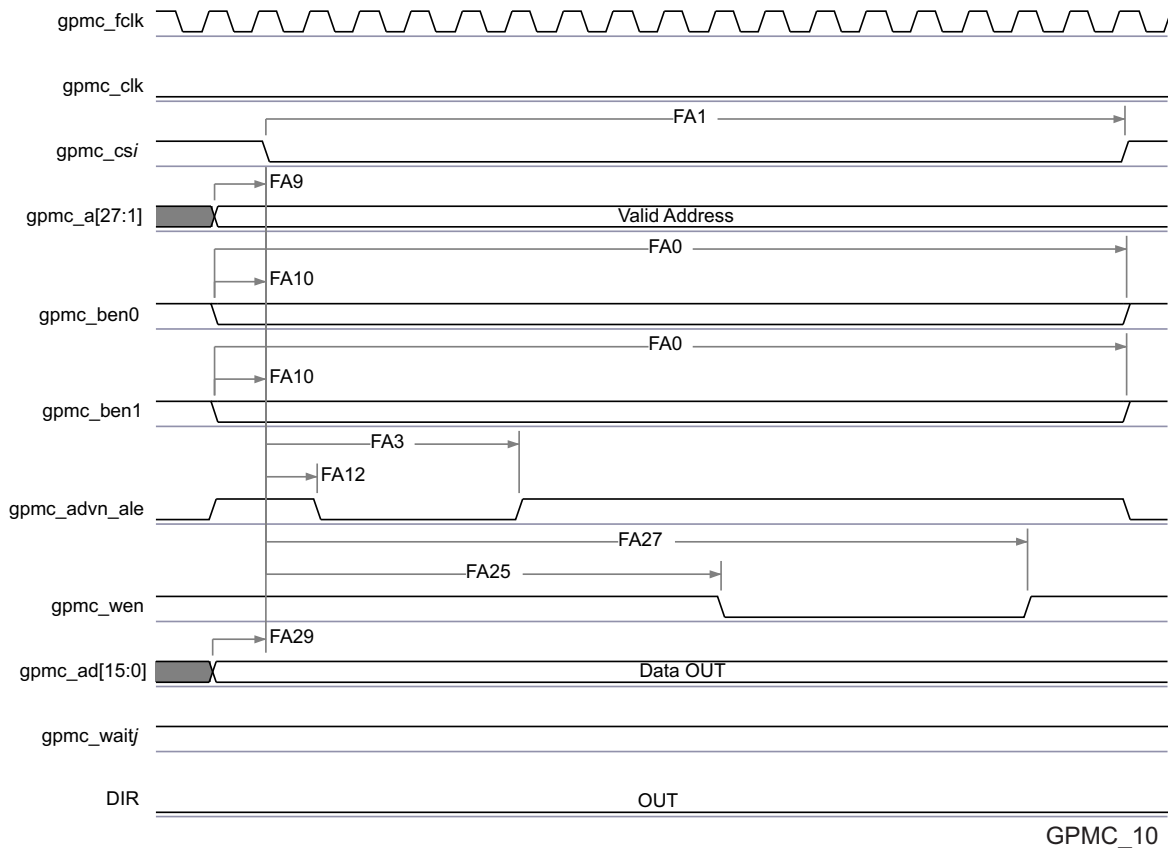 gpmc_fclk
gpmc_clk
FA1
gpmc_csi
FA9
gpmc_a[27:1]
Valid Address
FA0
FA10
gpmc_ben0
FA0
FA10
gpmc_ben1
FA3
FA12
gpmc_advn_ale
FA27
FA25
gpmc_wen
FA29
gpmc_ad[15:0]
Data OUT
gpmc_waitj
DIR
OUT
GPMC_10